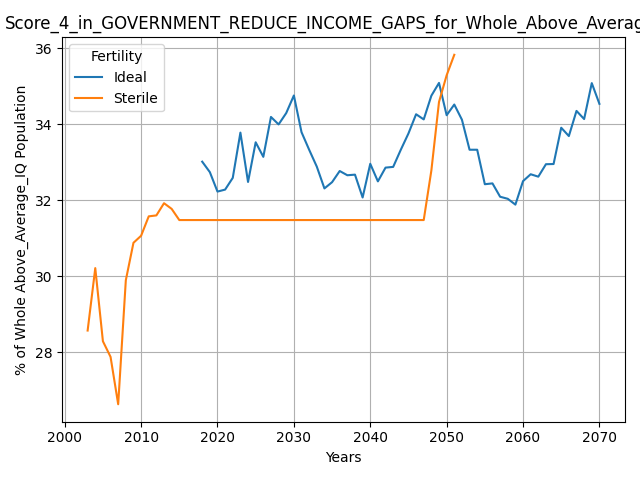 Score_4_in_GOVERNMENT_REDUCE_INCOME_GAPS_for_Whole_Above_Averag
36
34
32
30
28
% of Whole Above_Average_IQ Population
Fertility
Ideal
Sterile
2000 2010 2020 2030 2040 2050 2060 2070
Years